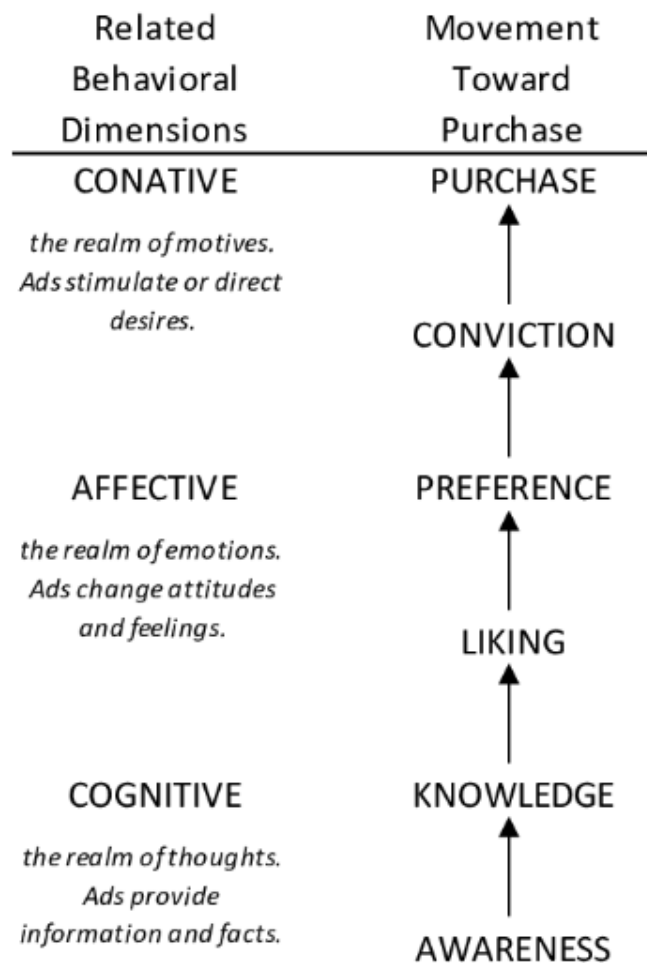 Related
Behavioral
Dimensions
Movement
Toward
Purchase
CONATIVE
the realm of motives.
Ads stimulate or direct
desires.
PURCHASE
CONVICTION
AFFECTIVE
the realm of emotions.
Ads change attitudes
and feelings.
PREFERENCE
LIKING
COGNITIVE
the realm of thoughts.
Ads provide
information and facts.
KNOWLEDGE
AWARENESS